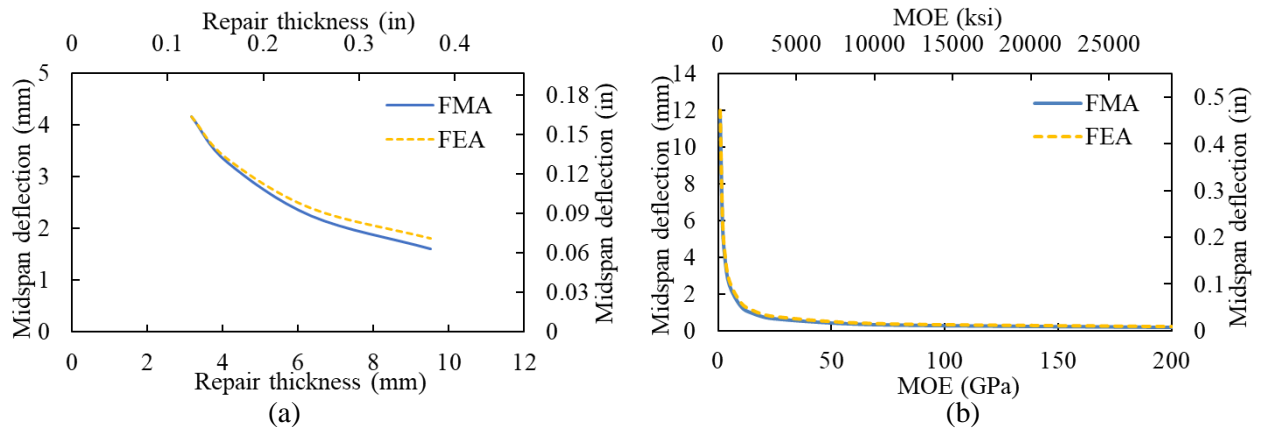 Repair thickness (in)
0 0.1 0.2 0.3 0.4
Midspan deflection (mm)
5
4
3
2
1
0
FMA
FEA
0.18
0.15
0.12
0.09
0.06
0.03
0
Midspan deflection (in)
0 2 4 6 8 10 12
Repair thickness (mm)
(a)
MOE (ksi)
0 5000 10000 15000 20000 25000
Midspan deflection (mm)
14
12
10
8
6
4
2
0
FMA
FEA
0.5
0.4
0.3
0.2
0.1
0
Midspan deflection (in)
0 50 100 150 200
MOE (GPa)
(b)